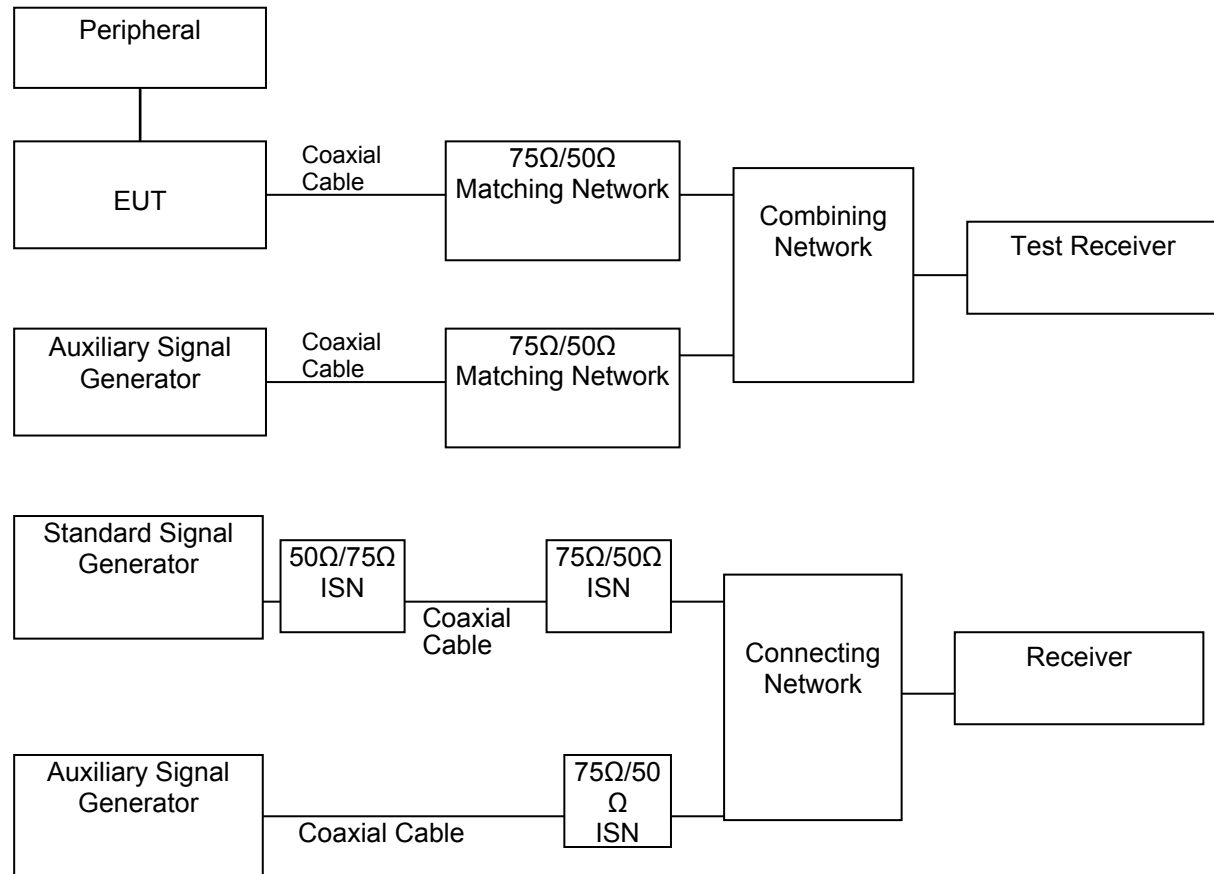 Peripheral
EUT
Coaxial
Cable
75Ω/50Ω
Matching Network
Combining
Network
Test Receiver
Auxiliary Signal
Generator
Coaxial
Cable
75Ω/50Ω
Matching Network
Standard Signal
Generator
50Ω/75Ω
ISN
Coaxial
Cable
75Ω/50Ω
ISN
Connecting
Network
Receiver
Auxiliary Signal
Generator
Coaxial Cable
75Ω/50
Ω
ISN